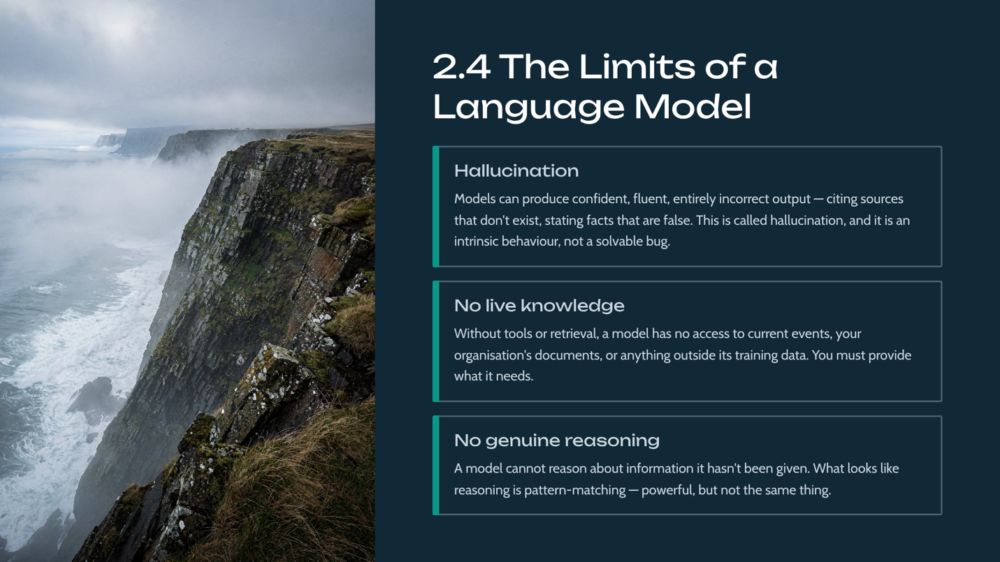 2.4 The Limits of a
Language Model
Hallucination
Models can produce confident, fluent, entirely incorrect output — citing sources
that don't exist, stating facts that are false. This is called hallucination, and it is an
intrinsic behaviour, not a solvable bug.
No live knowledge
Without tools or retrieval, a model has no access to current events, your
organisation's documents, or anything outside its training data. You must provide
what it needs.
No genuine reasoning
A model cannot reason about information it hasn't been given. What looks like
reasoning is pattern-matching — powerful, but not the same thing.